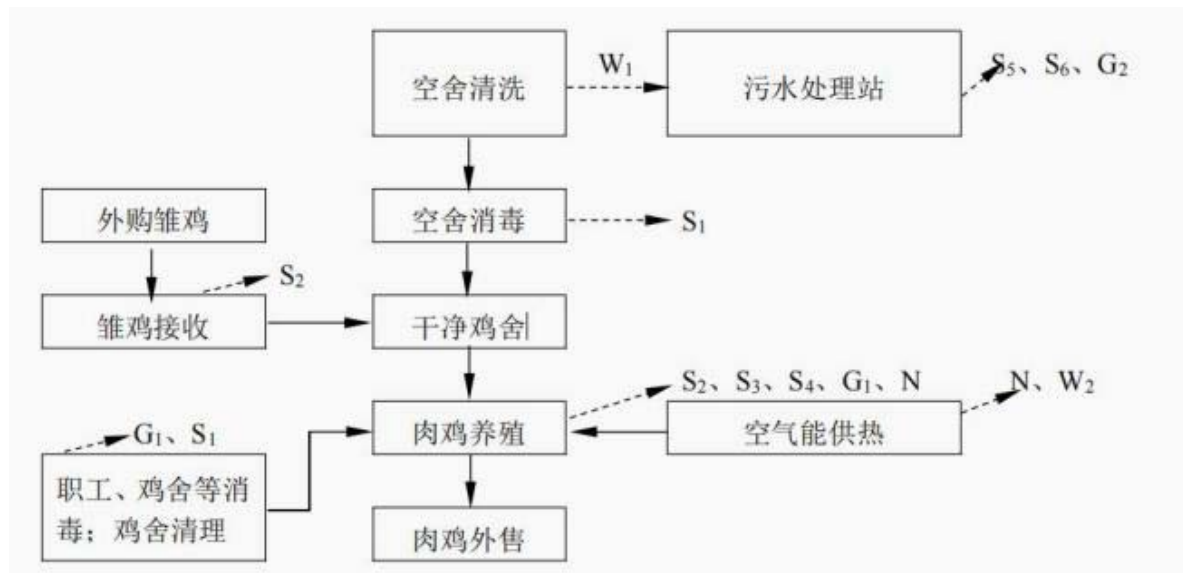 空舍清洗
W₁
污水处理站
S₅、S₆、G₂
外购雏鸡
空舍消毒
S₁
S₂
雏鸡接收
干净鸡舍
S₂、S₃、S₄、G₁、N
N、W₂
G₁、S₁
肉鸡养殖
空气能供热
职工、鸡舍等消
毒；鸡舍清理
肉鸡外售